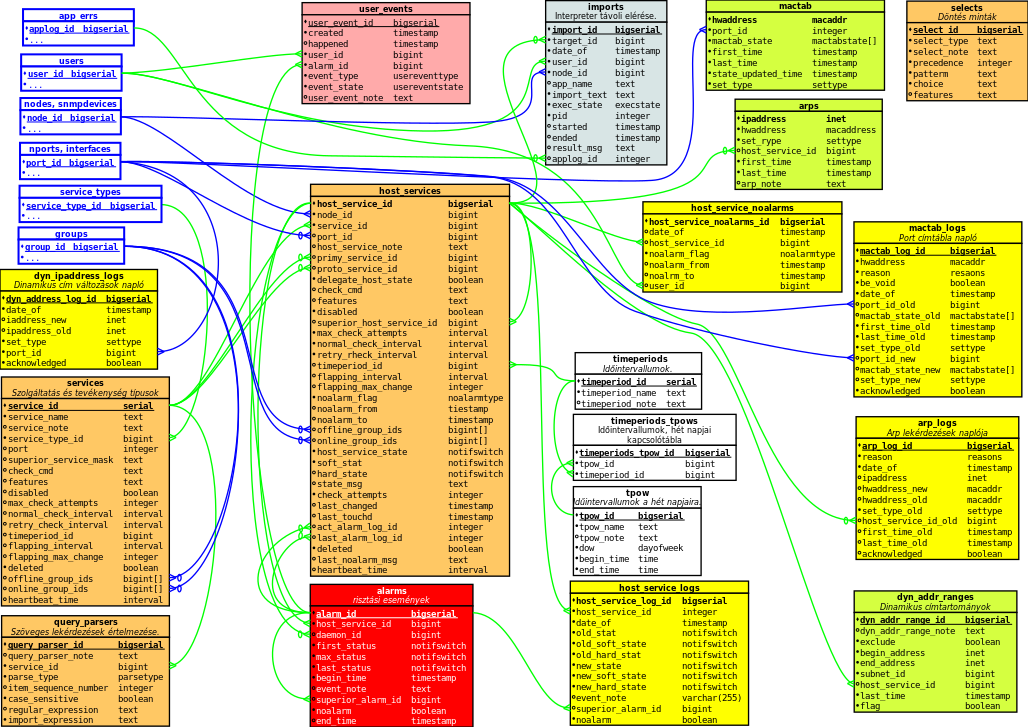 app_errs
applog_id bigserial
...
users
user_id bigserial
...
nodes, snmpdevices
node_id bigserial
...
nports, interfaces
port_id bigserial
...
service_types
service_type_id bigserial
...
groups
group_id bigserial
...
dyn_ipaddress_logs
Dinamikus cím változások napló
dyn_address_log_id bigserial
date_of timestamp
iaddress_new inet
ipaddress_old inet
set_type settype
port_id bigint
acknowledged boolean
services
Szolgáltatás és tevékenység típusok
service_id serial
service_name text
service_note text
service_type_id bigint
port integer
superior_service_mask text
check_cmd text
features text
disabled boolean
max_check_attempts integer
normal_check_interval interval
retry_check_interval interval
timeperiod_id bigint
flapping_interval interval
flapping_max_change integer
deleted boolean
offline_group_ids bigint[]
online_group_ids bigint[]
heartbeat_time interval
query_parsers
Szöveges lekérdezések értelmezése.
query_parser_id bigserial
query_parser_note text
service_id bigint
parse_type parsetype
item_sequence_number integer
case_sensitive boolean
regular_expression text
import_expression text
user_events
user_event_id bigserial
created timestamp
happened timestamp
user_id bigint
alarm_id bigint
event_type usereventtype
event_state usereventstate
user_event_note text
host_services
host_service_id bigserial
node_id bigint
service_id bigint
port_id bigint
host_service_note text
primy_service_id bigint
proto_service_id bigint
delegate_host_state boolean
check_cmd text
features text
disabled boolean
superior_host_service_id bigint
max_check_attempts interval
normal_check_interval interval
retry_rheck_interval interval
timeperiod_id bigint
flapping_interval interval
flapping_max_change integer
noalarm_flag noalarmtype
noalarm_from tiestamp
noalarm_to timestamp
offline_group_ids bigint[]
online_group_ids bigint[]
host_service_state notifswitch
soft_stat notifswitch
hard_state notifswitch
state_msg text
check_attempts integer
last_changed timestamp
last_touchd timestamp
act_alarm_log_id integer
last_alarm_log_id integer
deleted boolean
last_noalarm_msg text
heartbeat_time interval
alarms
risztási események
alarm_id bigserial
host_service_id bigint
daemon_id bigint
first_status notifswitch
max_status notifswitch
last_status notifswitch
begin_time timestamp
event_note text
superior_alarm_id bigint
noalarm boolean
end_time timestamp
imports
Interpreter távoli elérése.
import_id bigserial
target_id bigint
date_of timestamp
user_id bigint
node_id bigint
app_name text
import_text text
exec_state execstate
pid integer
started timestamp
ended timestamp
result_msg text
applog_id integer
mactab
hwaddress macaddr
port_id integer
mactab_state mactabstate[]
first_time timestamp
last_time timestamp
state_updated_time timestamp
set_type settype
selects
Döntés minták
select_id bigserial
select_type text
select_note text
precedence integer
patterm text
choice text
features text
arps
ipaddress inet
hwaddress macaddress
set_rype settype
host_service_id bigint
first_time timestamp
last_time timestamp
arp_note text
host_service_noalarms
host_service_noalarms_id bigserial
date_of timestamp
host_service_id bigint
noalarm_flag noalarmtype
noalarm_from timestamp
noalrm_to timestamp
user_id bigint
mactab_logs
Port címtábla napló
mactab_log_id bigserial
hwaddress macaddr
reason resaons
be_void boolean
date_of timestamp
port_id_old bigint
mactab_state_old mactabstate[]
first_time_old timestamp
last_time_old timestamp
set_type_old settype
port_id_new bigint
mactab_state_new mactabstate[]
set_type_new settype
acknowledged boolean
timeperiods
Időintervallumok.
timeperiod_id serial
timeperiod_name text
timeperiod_note text
timeperiods_tpows
Időintervallumok, hét napjai
kapcsolótábla
timeperiods_tpow_id bigserial
tpow_id bigint
timeperiod_id bigint
tpow
Időintervallumok a hét napjaira.
tpow_id bigserial
tpow_name text
tpow_note text
dow dayofweek
begin_time time
end_time time
arp_logs
Arp lekérdezések naplója
arp_log_id bigserial
reason reasons
date_of timestamp
ipaddress inet
hwaddress_new macaddr
hwaddress_old macaddr
set_type_old settype
host_service_id_old bigint
first_time_old timestamp
last_time_old timestamp
acknowledged boolean
host_service_logs
host_service_log_id bigserial
host_service_id integer
date_of timestamp
old_stat notifswitch
old_soft_state notifswitch
old_hard_stat notifswitch
new_state notifswitch
new_soft_state notifswitch
new_hard_state notifswitch
event_note varchar(255)
superior_alarm_id bigint
noalarm boolean
dyn_addr_ranges
Dinamikus címtartományok
dyn_addr_range_id bigserial
dyn_addr_range_note text
exclude boolean
begin_address inet
end_address inet
subnet_id bigint
host_service_id bigint
last_time timestamp
flag boolean